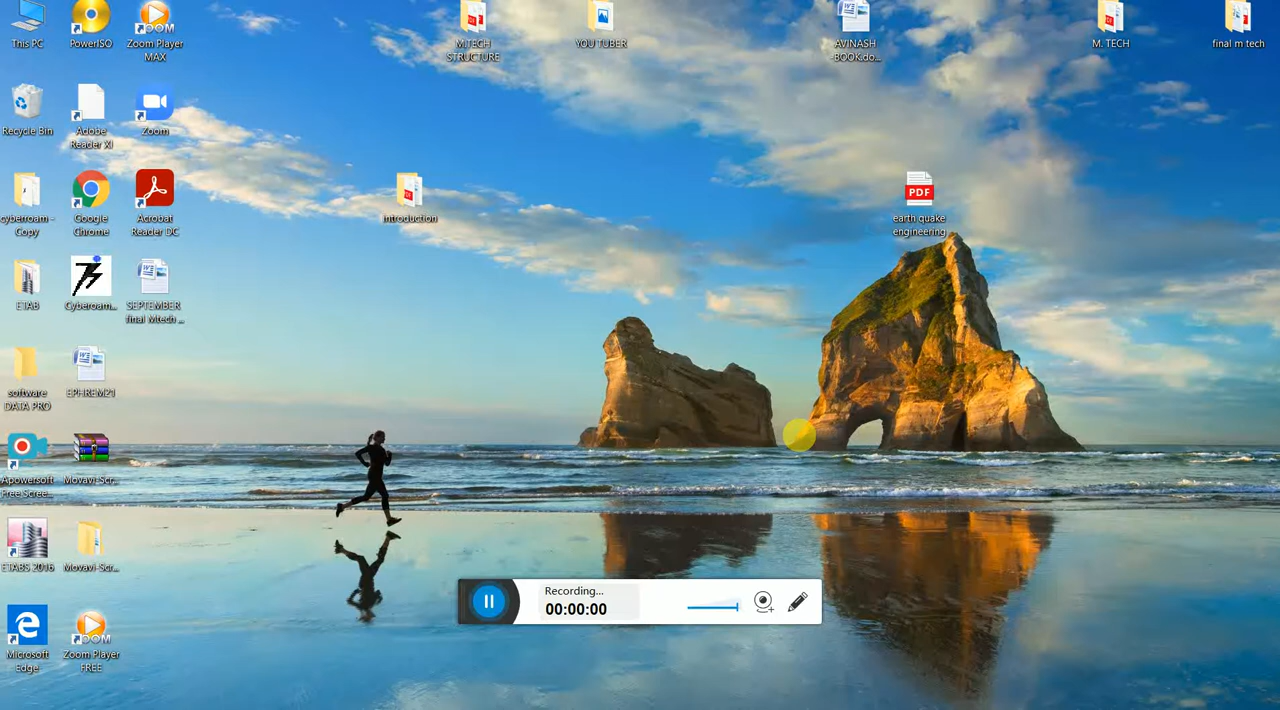 This PC
PowerISO
Zoom Player
MAX
M.TECH
STRUCTURE
YOU TUBER
AVINASH
BOOK.do...
M. TECH
final m tech
Recycle Bin
Adobe
Reader XI
Zoom
cyberoam -
Copy
Google
Chrome
Acrobat
Reader DC
introduction
PDF
earth quake
engineering
ETAB
Cyberoam...
SEPTEMBER
final Mtech ...
software
DATA PRO
EPHREM21
Apowersoft
Free Scree...
Movavi-Scr...
ETABS 2016
Movavi-Scr...
Recording...
00:00:00
Microsoft
Edge
Zoom Player
FREE